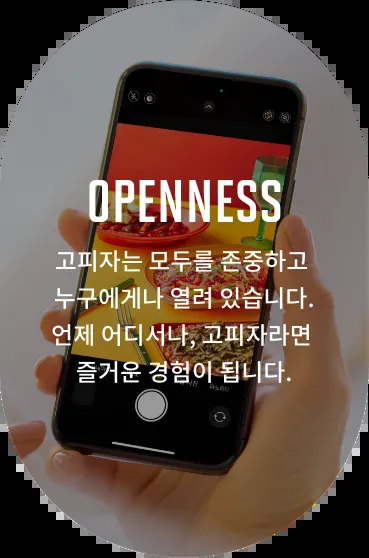 OPENNESS
고피자는 모두를 존중하고
누구에게나 열려 있습니다.
언제 어디서나, 고피자라면
즐거운 경험이 됩니다.